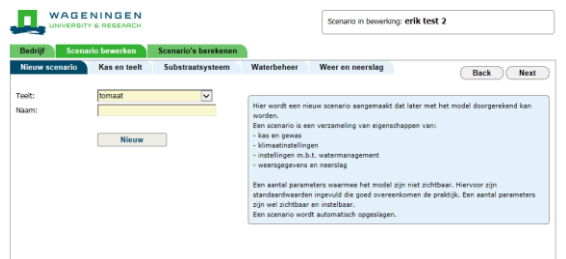 WAGENINGEN
UNIVERSITY & RESEARCH
Scenario in bewerking: erik test 2
Bedrijf Scenario bewerken Scenario's berekenen
Nieuw scenario Kas en teelt Substraatsysteem Waterbeheer Weer en neerslag
Back Next
Teelt: tomaat
Naam:
Nieuw
Hier wordt een nieuw scenario aangemaakt dat later met het model doorgerekend kan
worden.
Een scenario is een verzameling van eigenschappen van:
- kas en gewas
- klimaatinstellingen
- instellingen m.b.t. watermanagement
- weersgegevens en neerslag
Een aantal parameters waarmee het model zijn niet zichtbaar. Hiervoor zijn
standaardwaarden ingevuld die goed overeenkomen de praktijk. Een aantal parameters
zijn wel zichtbaar en instelbaar.
Een scenario wordt automatisch opgeslagen.